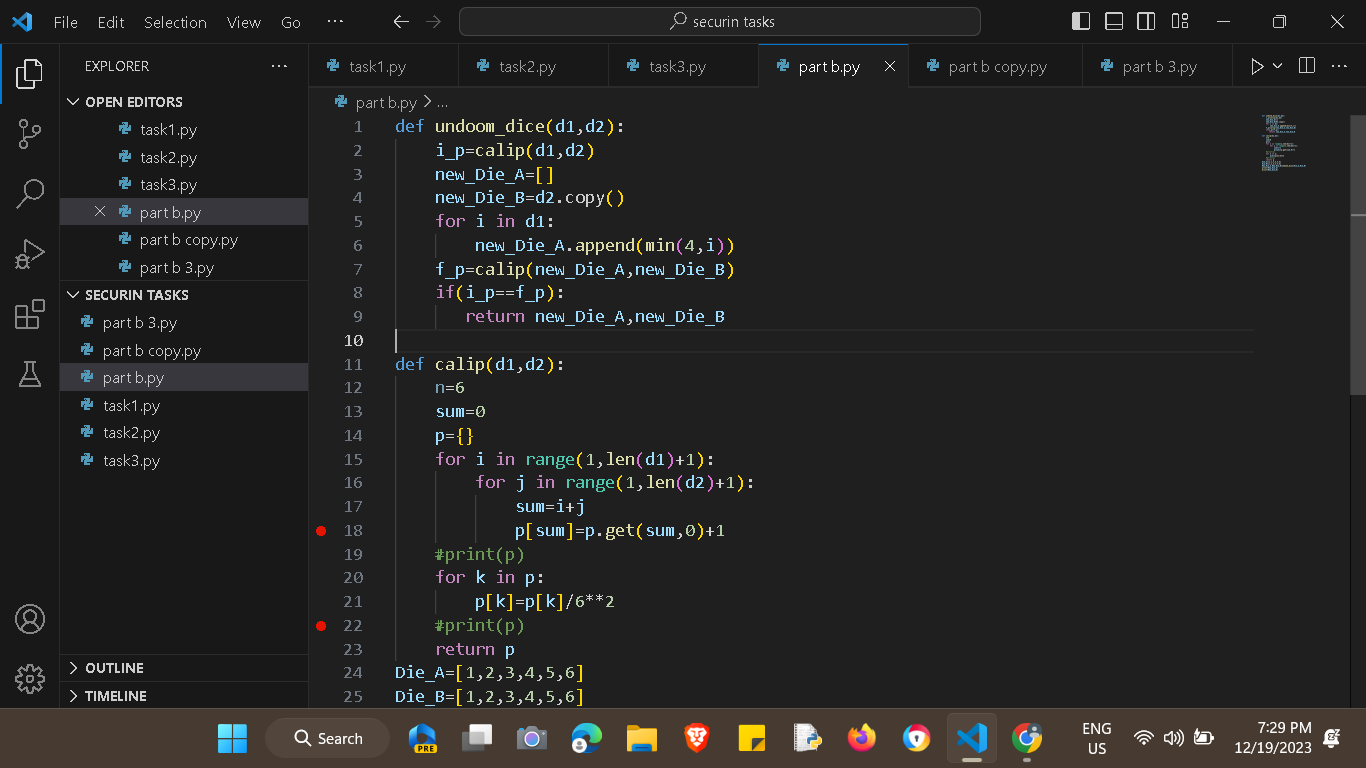 File Edit Selection View Go ··· securin tasks
EXPLORER ···
task1.py task2.py task3.py part b.py part b copy.py part b 3.py
OPEN EDITORS
task1.py
task2.py
task3.py
part b.py
part b copy.py
part b 3.py
SECURIN TASKS
part b 3.py
part b copy.py
part b.py
task1.py
task2.py
task3.py
OUTLINE
TIMELINE
part b.py > ...
1 def undoom_dice(d1,d2):
2     i_p=calip(d1,d2)
3     new_Die_A=[]
4     new_Die_B=d2.copy()
5     for i in d1:
6         new_Die_A.append(min(4,i))
7     f_p=calip(new_Die_A,new_Die_B)
8     if(i_p==f_p):
9        return new_Die_A,new_Die_B
10
11 def calip(d1,d2):
12     n=6
13     sum=0
14     p={}
15     for i in range(1,len(d1)+1):
16         for j in range(1,len(d2)+1):
17             sum=i+j
18             p[sum]=p.get(sum,0)+1
19     #print(p)
20     for k in p:
21         p[k]=p[k]/6**2
22     #print(p)
23     return p
24 Die_A=[1,2,3,4,5,6]
25 Die_B=[1,2,3,4,5,6]
Search
PRE
ENG
US
7:29 PM
12/19/2023